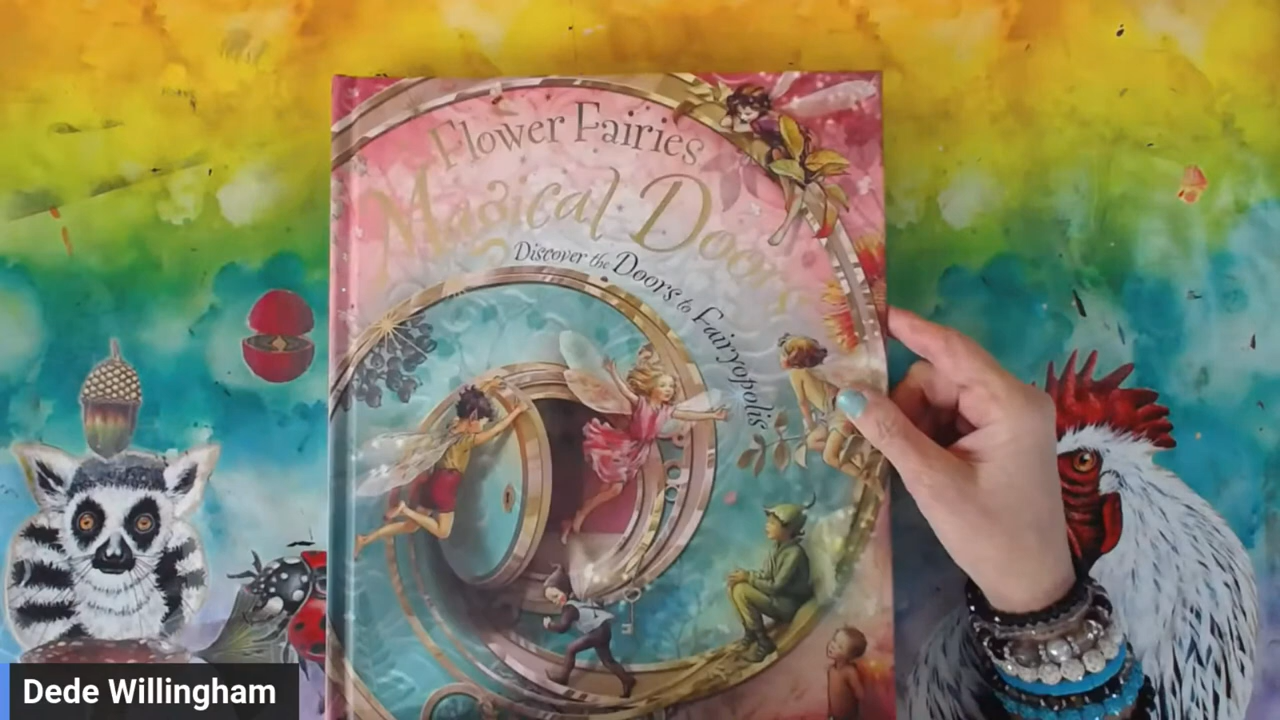 Flower Fairies
Magical Doors
Discover the Doors to Fairyopolis
Dede Willingham